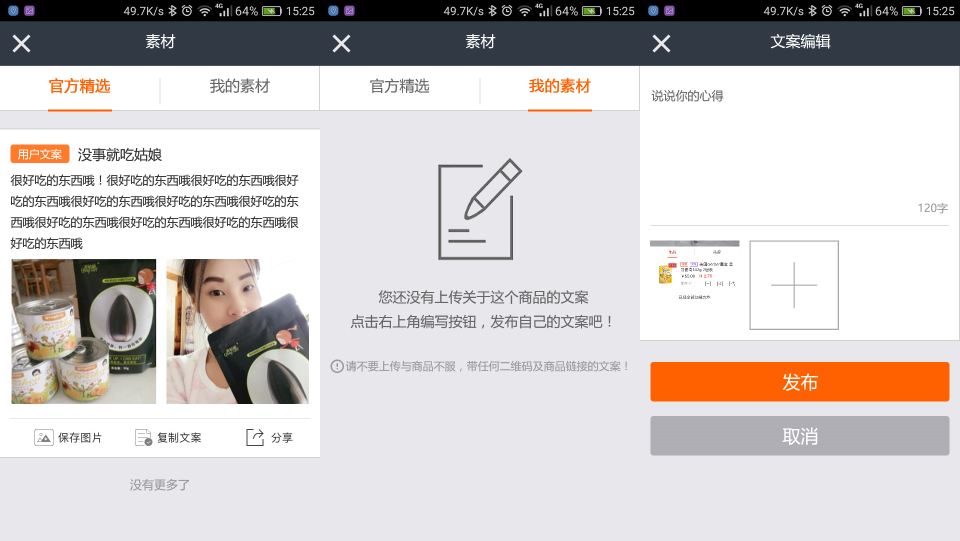 49.7K/s 4G 64% 15:25
素材
官方精选 我的素材
用户文案 没事就吃姑娘
很好吃的东西哦！很好吃的东西哦很好吃的东西哦很好
吃的东西哦很好吃的东西哦很好吃的东西哦很好吃的东
西哦很好吃的东西哦很好吃的东西哦很好吃的东西哦很
好吃的东西哦
保存图片 复制文案 分享
没有更多了
49.7K/s 4G 64% 15:25
素材
官方精选 我的素材
您还没有上传关于这个商品的文案
点击右上角编写按钮，发布自己的文案吧！
请不要上传与商品不服，带任何二维码及商品链接的文案！
49.7K/s 4G 64% 15:25
文案编辑
说说你的心得
120字
发布
取消